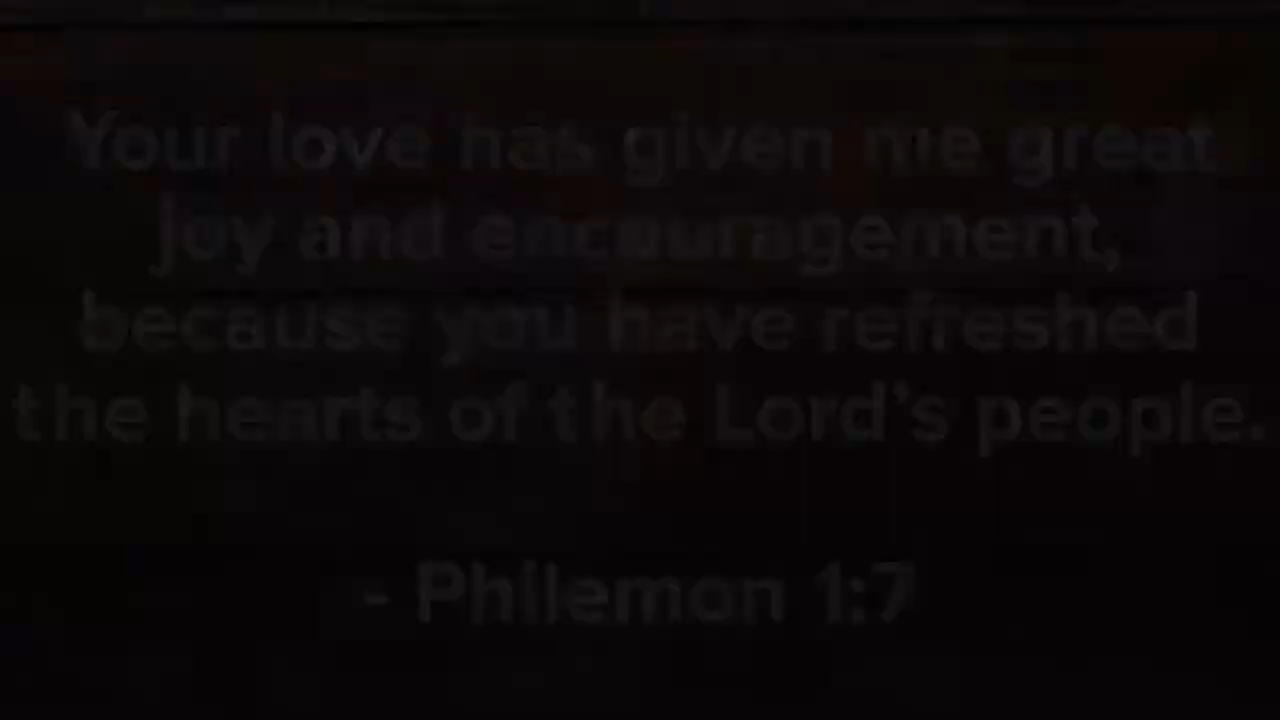 Your love has given me great
joy and encouragement,
because you have refreshed
the hearts of the Lord's people.
- Philemon 1:7